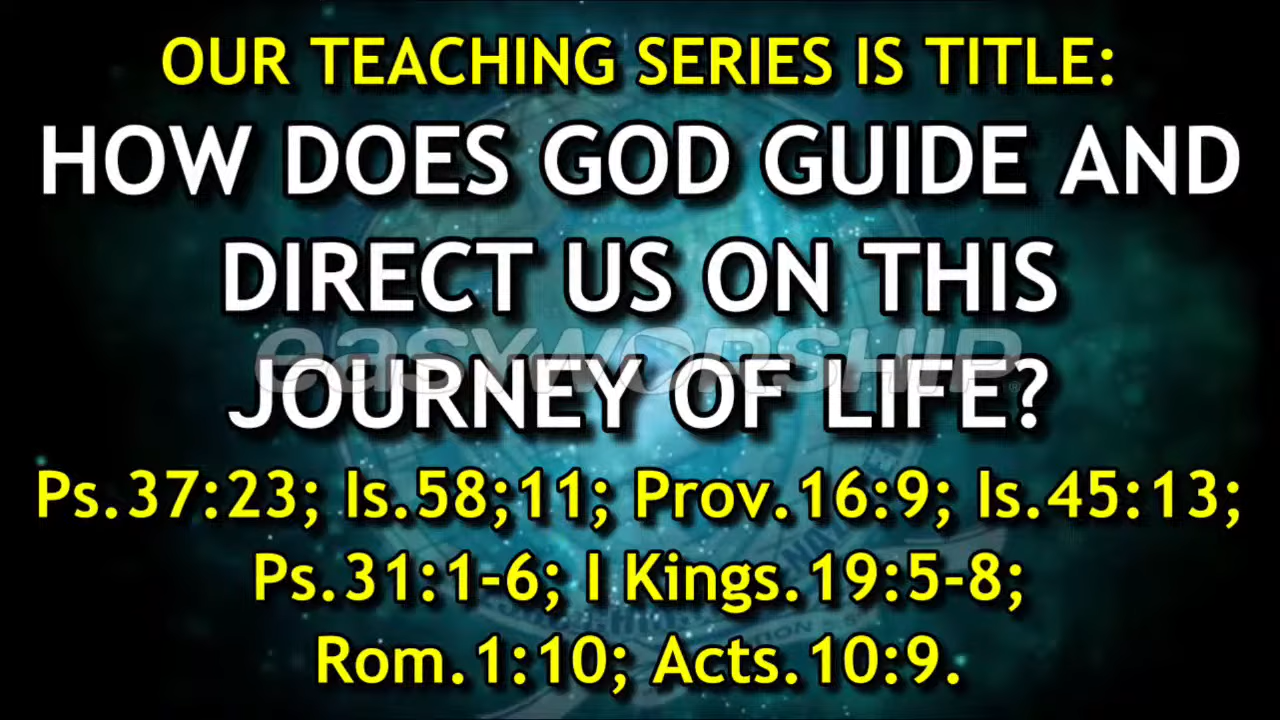 OUR TEACHING SERIES IS TITLE:
HOW DOES GOD GUIDE AND
DIRECT US ON THIS
easyWORSHIP
JOURNEY OF LIFE?
Ps.37:23; Is.58;11; Prov.16:9; Is.45:13;
Ps.31:1-6; I Kings.19:5-8;
Rom.1:10; Acts.10:9.